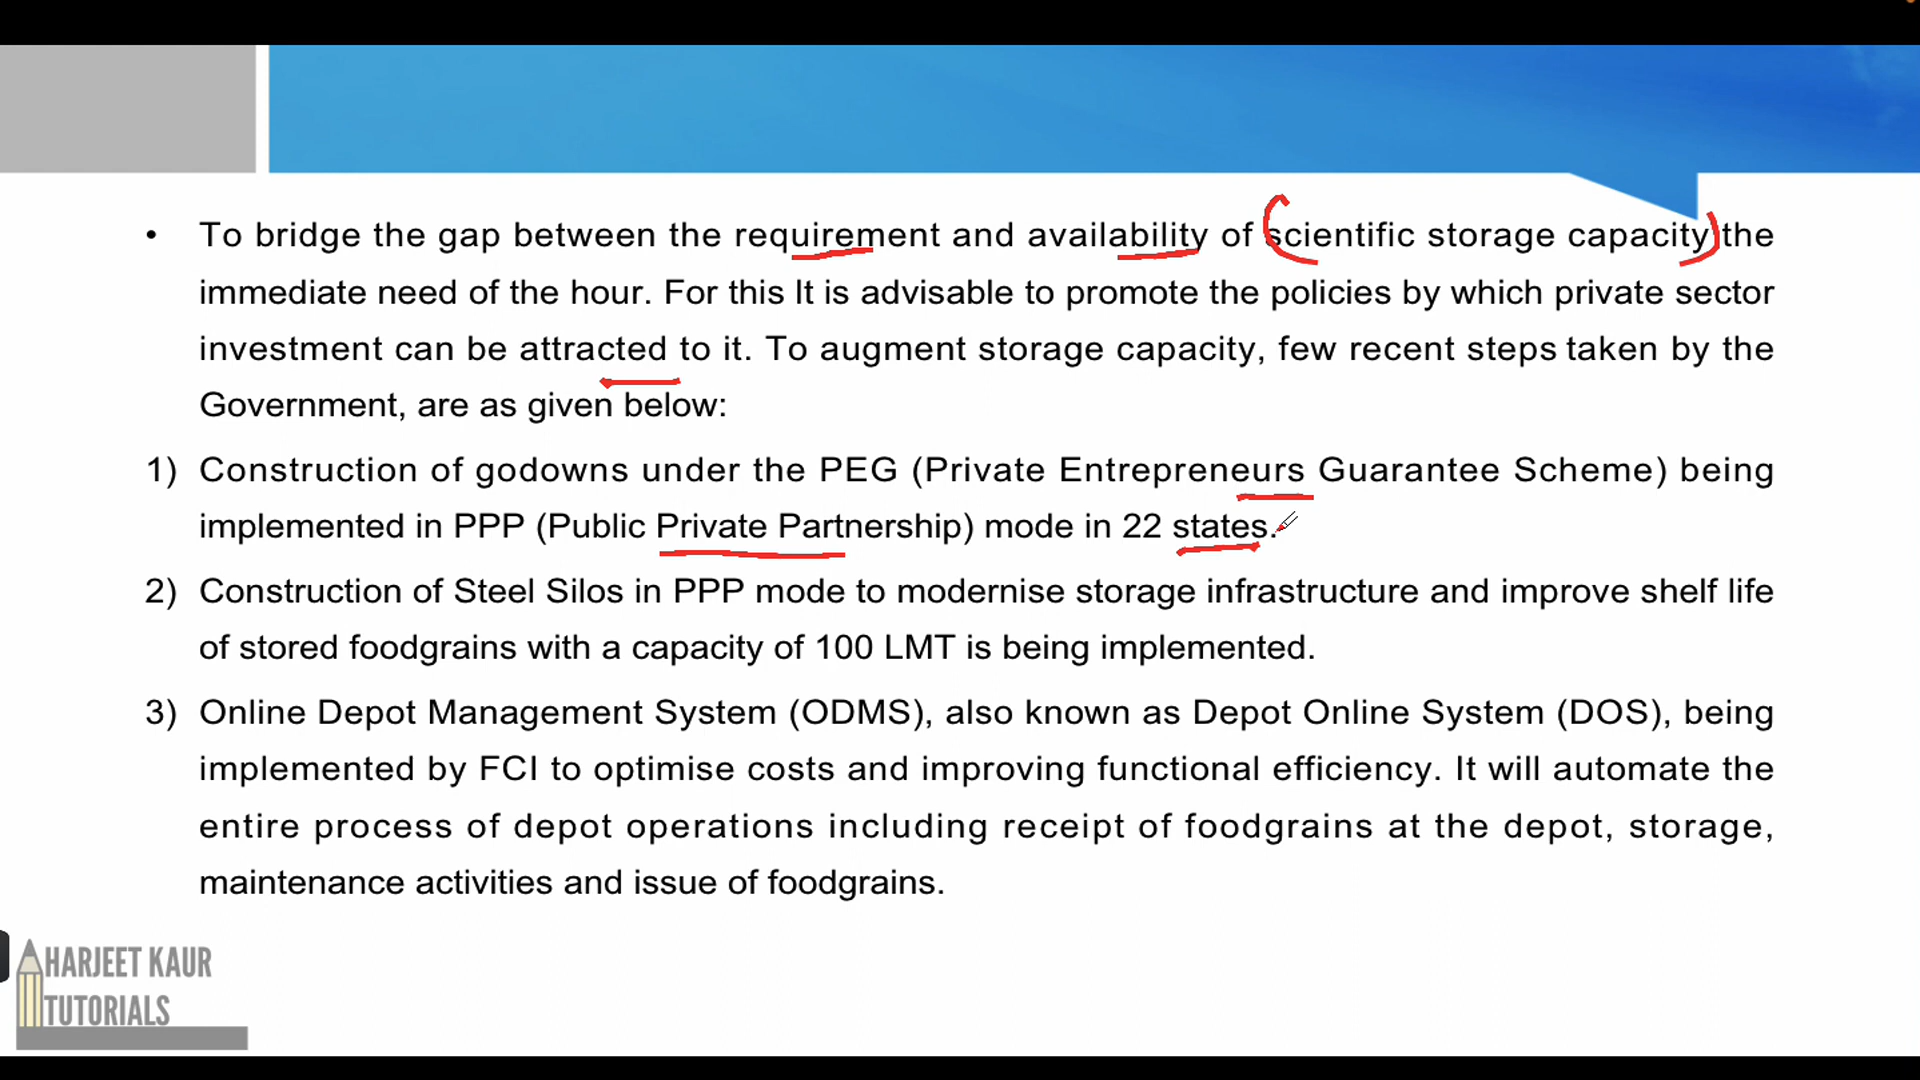 • To bridge the gap between the requirement and availability of scientific storage capacity the
immediate need of the hour. For this It is advisable to promote the policies by which private sector
investment can be attracted to it. To augment storage capacity, few recent steps taken by the
Government, are as given below:
1) Construction of godowns under the PEG (Private Entrepreneurs Guarantee Scheme) being
implemented in PPP (Public Private Partnership) mode in 22 states.
2) Construction of Steel Silos in PPP mode to modernise storage infrastructure and improve shelf life
of stored foodgrains with a capacity of 100 LMT is being implemented.
3) Online Depot Management System (ODMS), also known as Depot Online System (DOS), being
implemented by FCI to optimise costs and improving functional efficiency. It will automate the
entire process of depot operations including receipt of foodgrains at the depot, storage,
maintenance activities and issue of foodgrains.
HARJEET KAUR
TUTORIALS